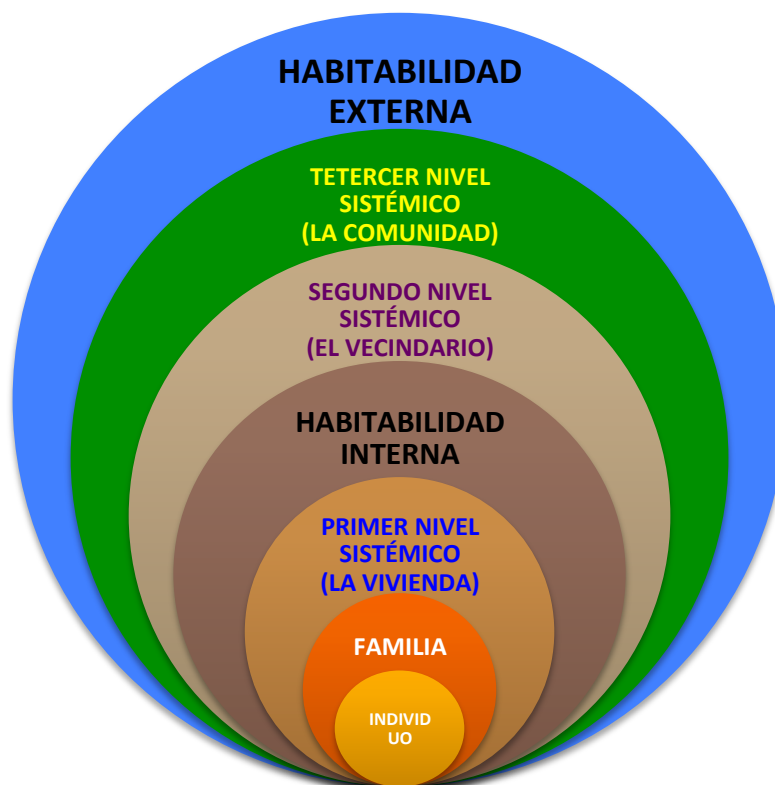 HABITABILIDAD
EXTERNA
TETERCER NIVEL
SISTÉMICO
(LA COMUNIDAD)
SEGUNDO NIVEL
SISTÉMICO
(EL VECINDARIO)
HABITABILIDAD
INTERNA
PRIMER NIVEL
SISTÉMICO
(LA VIVIENDA)
FAMILIA
INDIVID
UO